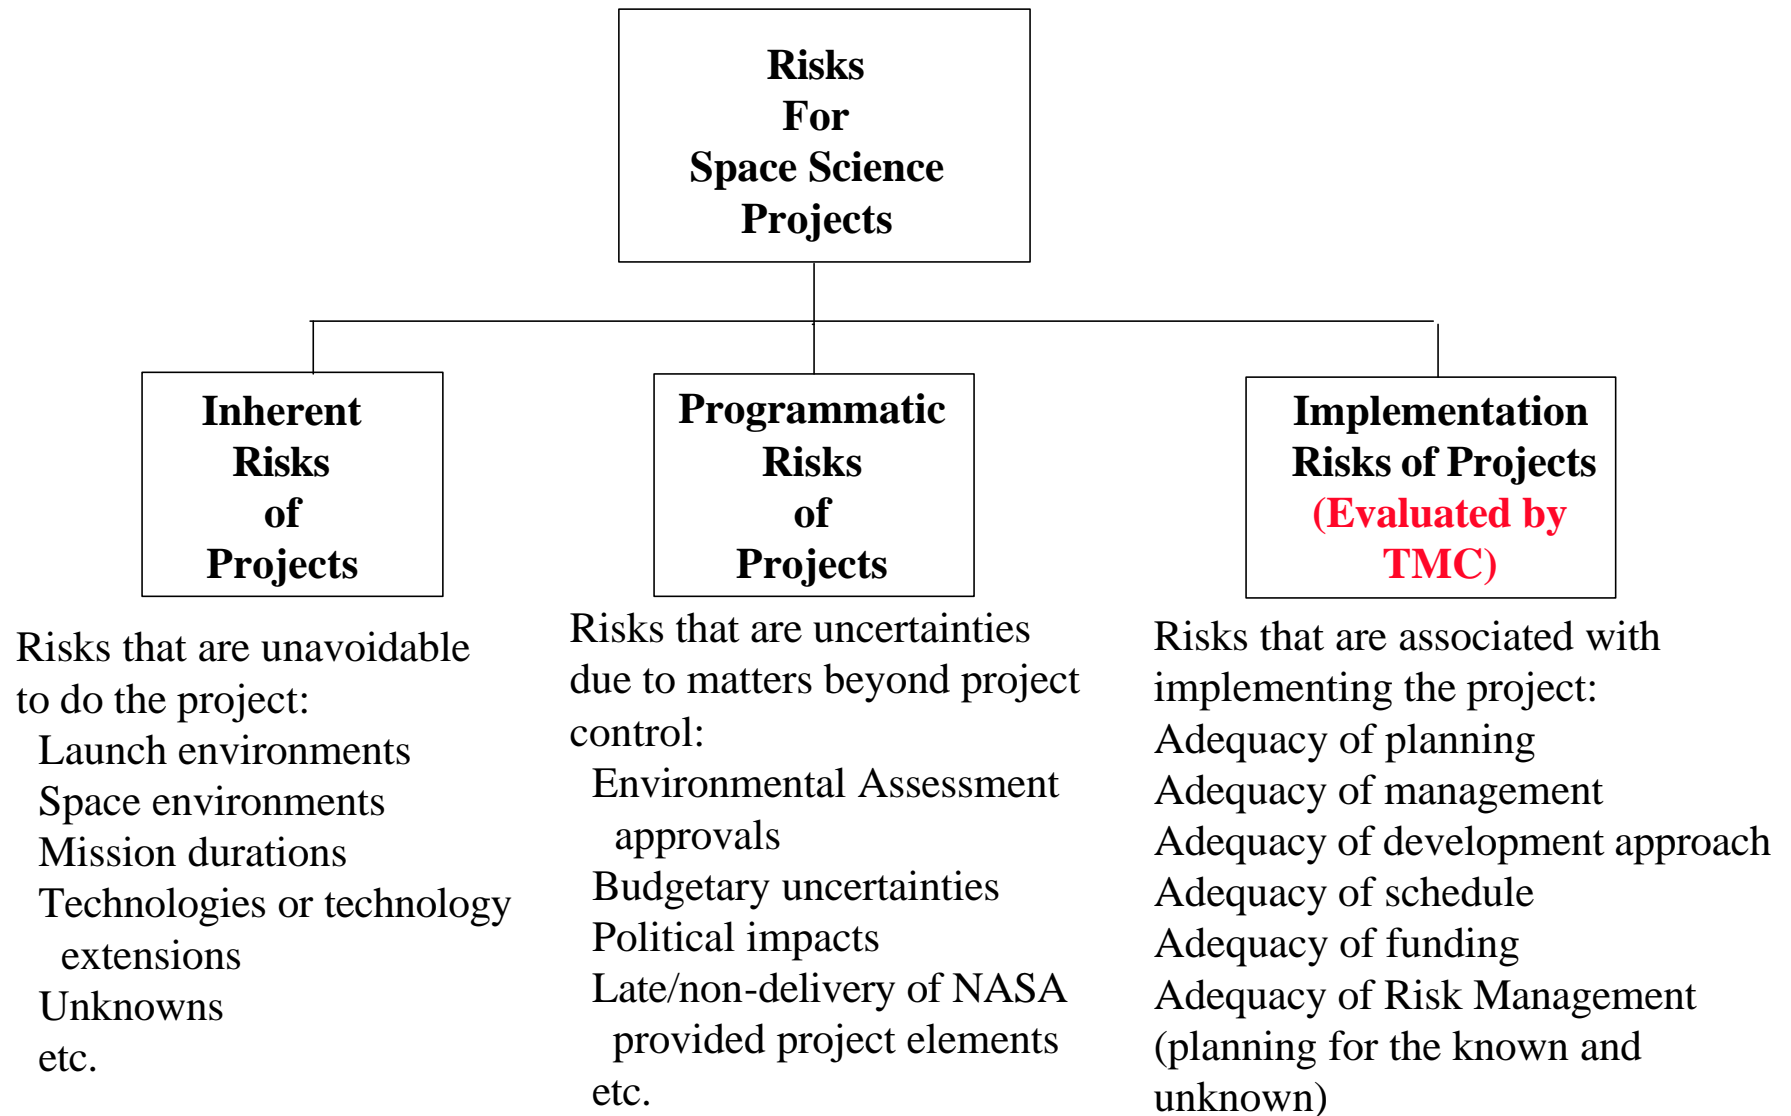 Risks
For
Space Science
Projects
Inherent
Risks
of
Projects
Risks that are unavoidable
to do the project:
Launch environments
Space environments
Mission durations
Technologies or technology
extensions
Unknowns
etc.
Programmatic
Risks
of
Projects
Risks that are uncertainties
due to matters beyond project
control:
Environmental Assessment
approvals
Budgetary uncertainties
Political impacts
Late/non-delivery of NASA
provided project elements
etc.
Implementation
Risks of Projects
(Evaluated by
TMC)
Risks that are associated with
implementing the project:
Adequacy of planning
Adequacy of management
Adequacy of development approach
Adequacy of schedule
Adequacy of funding
Adequacy of Risk Management
(planning for the known and
unknown)